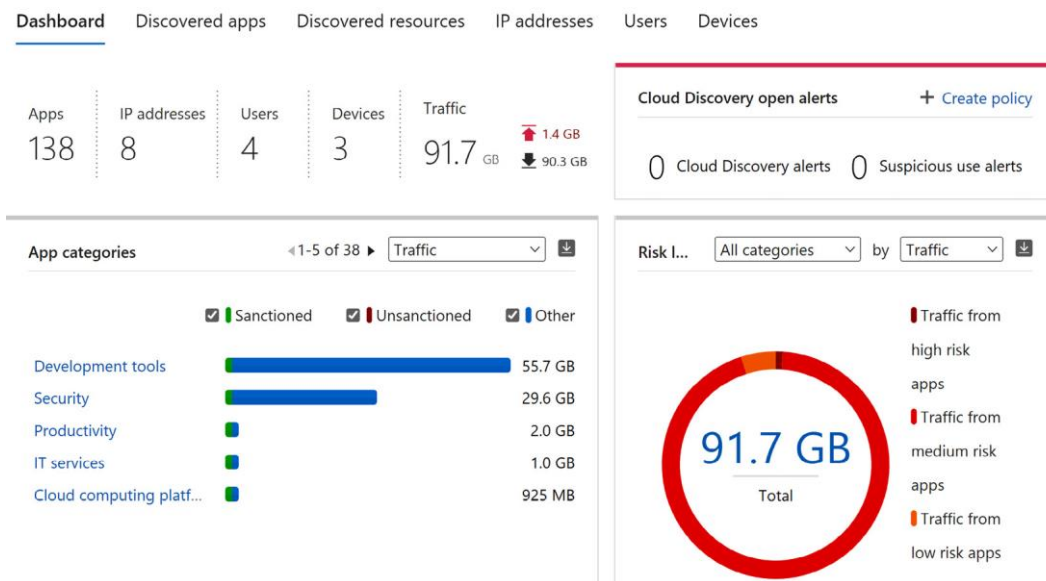 Dashboard Discovered apps Discovered resources IP addresses Users Devices
Apps IP addresses Users Devices Traffic
138 8 4 3 91.7 GB 1.4 GB
90.3 GB
Cloud Discovery open alerts + Create policy
0 Cloud Discovery alerts 0 Suspicious use alerts
App categories 1-5 of 38 Traffic
Sanctioned Unsanctioned Other
Development tools 55.7 GB
Security 29.6 GB
Productivity 2.0 GB
IT services 1.0 GB
Cloud computing platf... 925 MB
Risk l... All categories by Traffic
91.7 GB
Total
Traffic from
high risk
apps
Traffic from
medium risk
apps
Traffic from
low risk apps